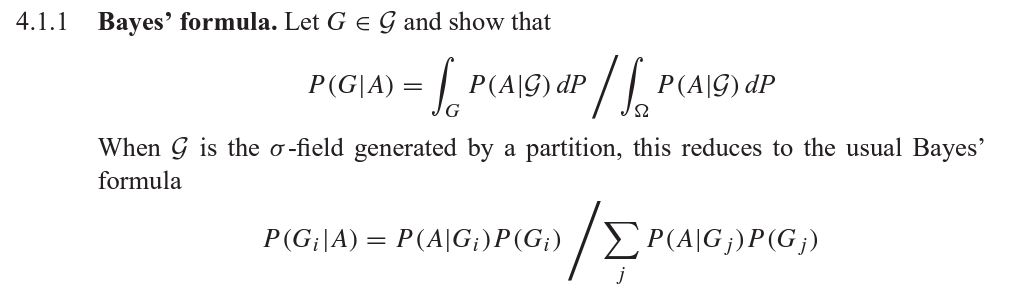 4.1.1 Bayes’ formula. Let G ∈ 𝒢 and show that
P(G|A) = ∫_G P(A|𝒢) dP / ∫_Ω P(A|𝒢) dP
When 𝒢 is the σ-field generated by a partition, this reduces to the usual Bayes’
formula
P(G_i|A) = P(A|G_i)P(G_i) / ∑_j P(A|G_j)P(G_j)